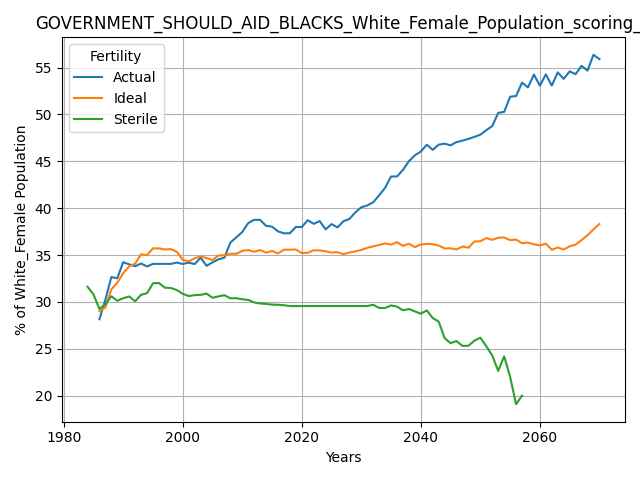 GOVERNMENT_SHOULD_AID_BLACKS_White_Female_Population_scoring_
Fertility
Actual
Ideal
Sterile
% of White_Female Population
55
50
45
40
35
30
25
20
1980 2000 2020 2040 2060
Years